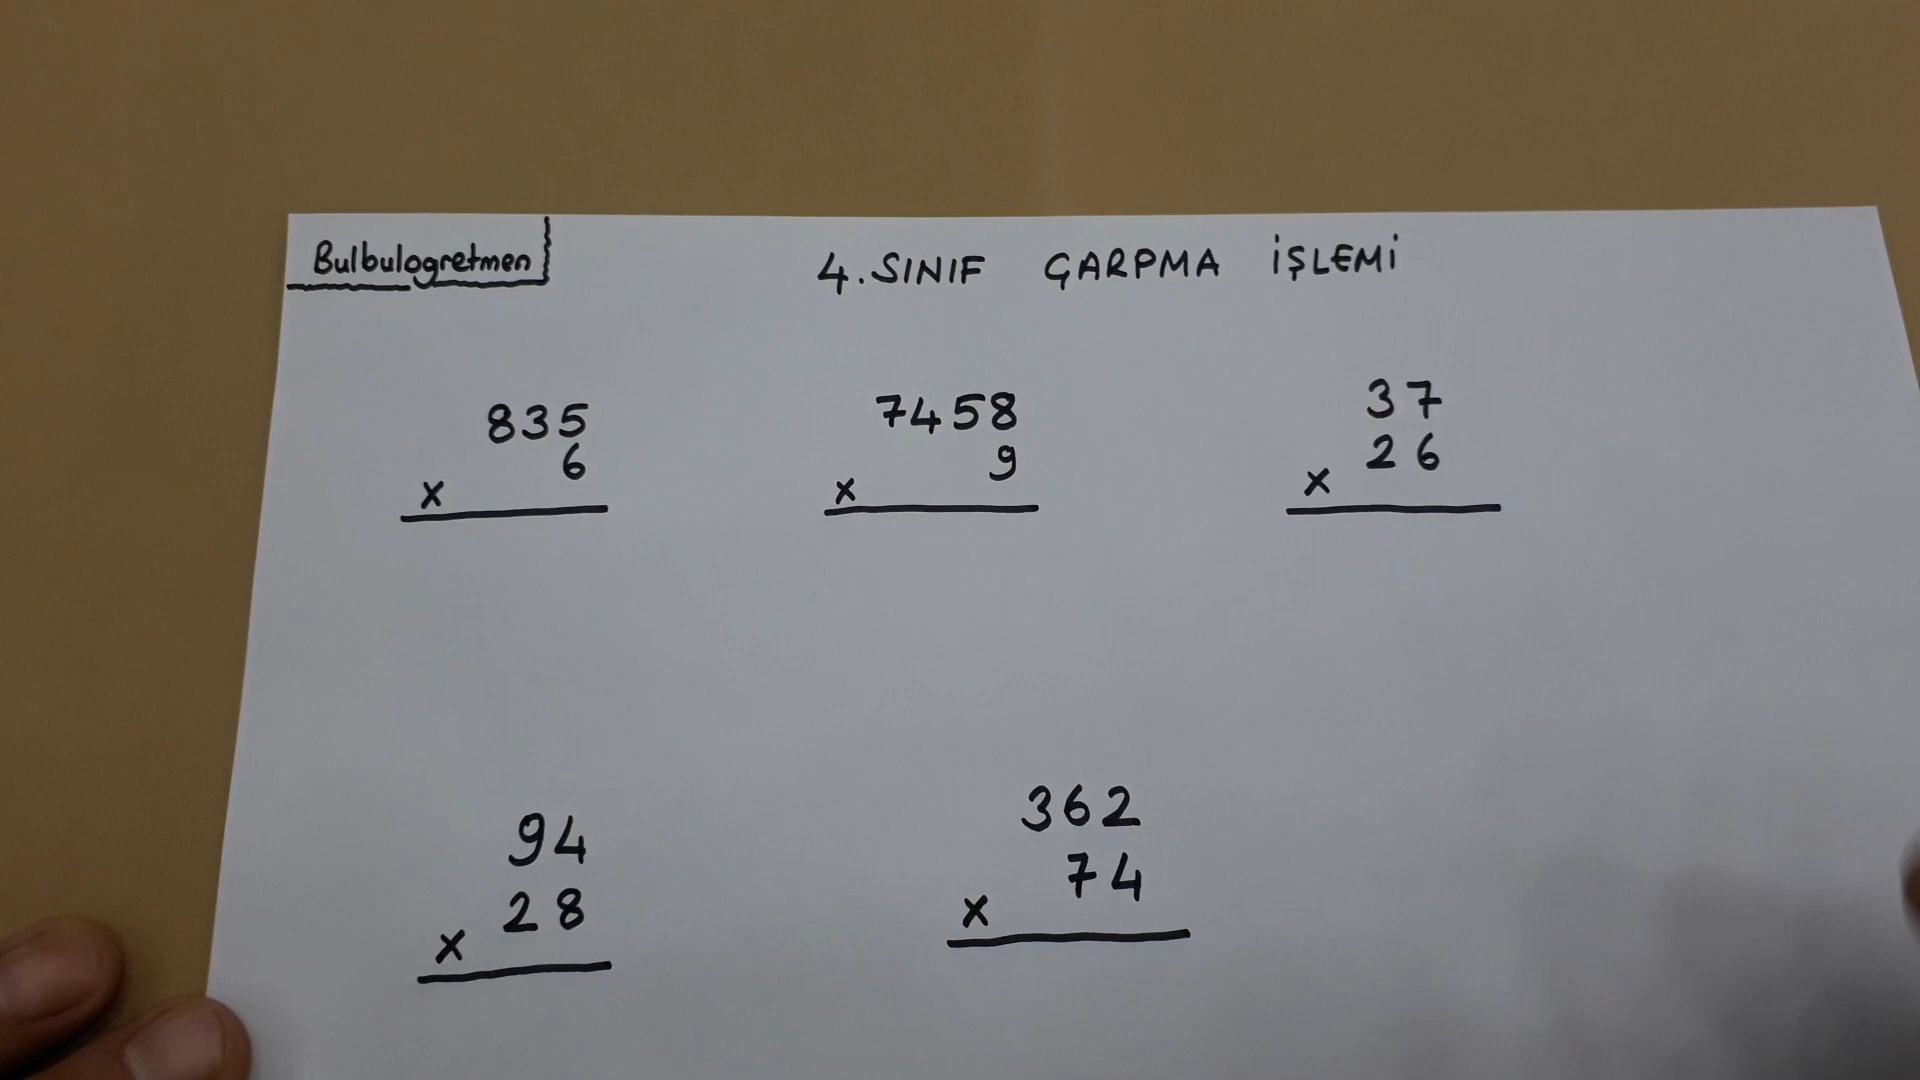 Bulbulogretmen
4. SINIF ÇARPMA İŞLEMİ
835
6
x
7458
9
x
37
26
x
94
28
x
362
74
x